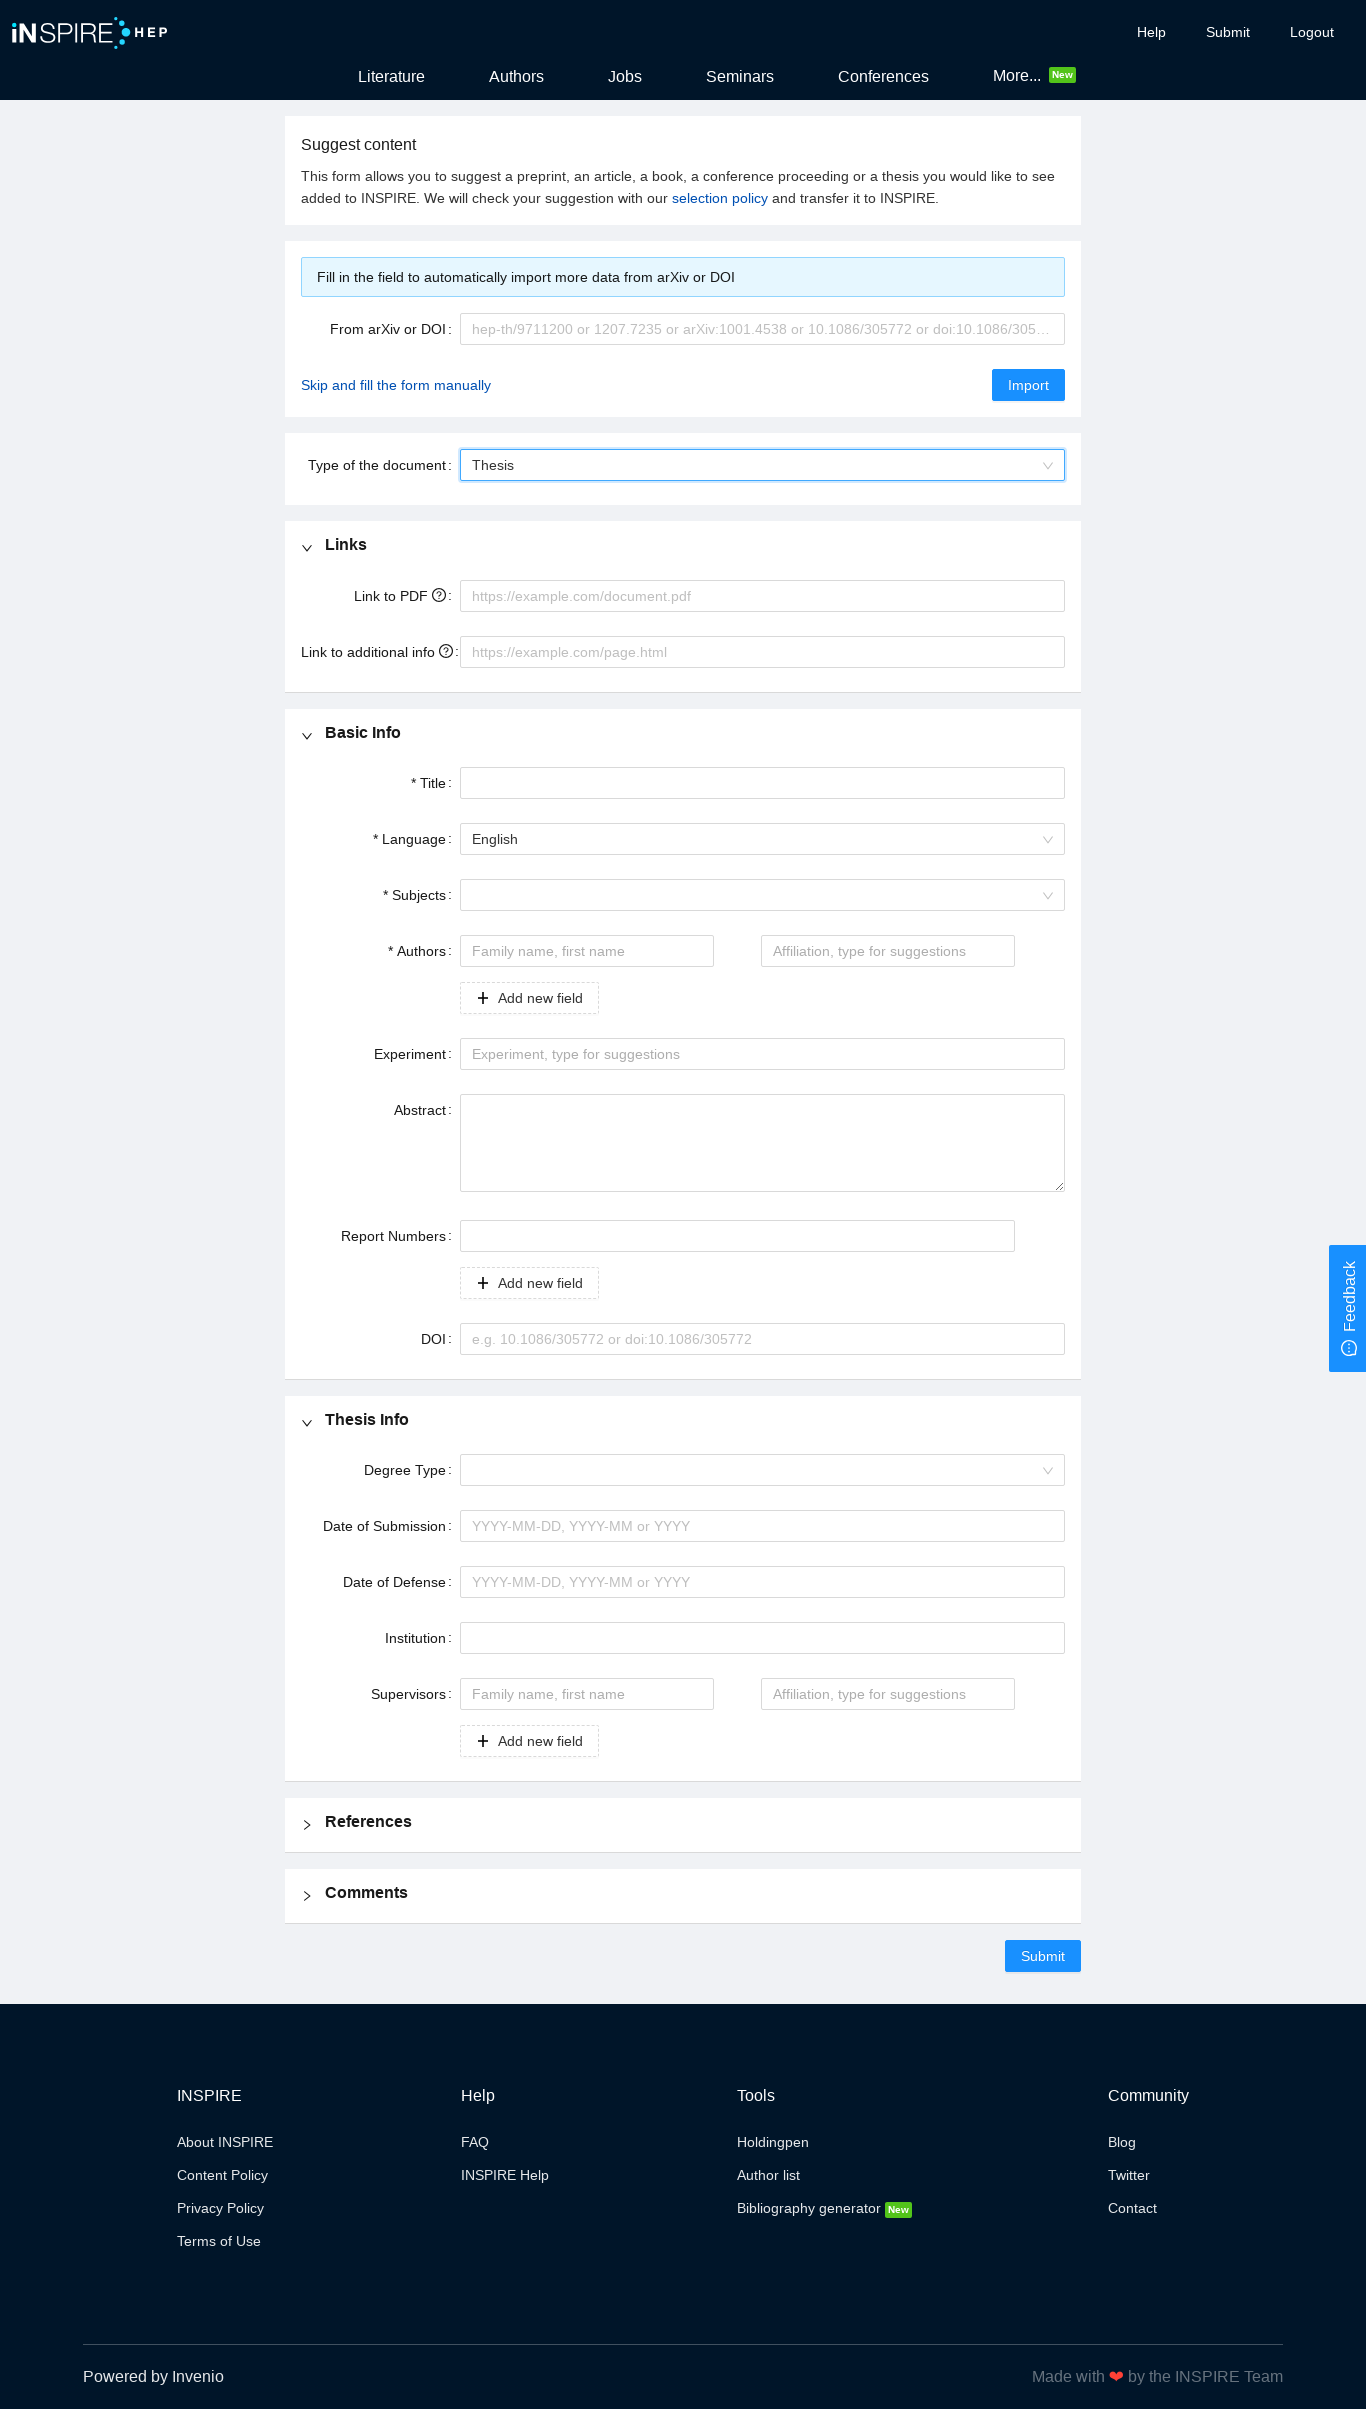 iNSPIRE HEP
Help Submit Logout
Literature Authors Jobs Seminars Conferences More... New
Suggest content
This form allows you to suggest a preprint, an article, a book, a conference proceeding or a thesis you would like to see
added to INSPIRE. We will check your suggestion with our selection policy and transfer it to INSPIRE.
Fill in the field to automatically import more data from arXiv or DOI
From arXiv or DOI : hep-th/9711200 or 1207.7235 or arXiv:1001.4538 or 10.1086/305772 or doi:10.1086/305...
Skip and fill the form manually Import
Type of the document : Thesis
Links
Link to PDF : https://example.com/document.pdf
Link to additional info : https://example.com/page.html
Basic Info
* Title :
* Language : English
* Subjects :
* Authors : Family name, first name Affiliation, type for suggestions
Add new field
Experiment : Experiment, type for suggestions
Abstract :
Report Numbers :
Add new field
DOI : e.g. 10.1086/305772 or doi:10.1086/305772
Feedback
Thesis Info
Degree Type :
Date of Submission : YYYY-MM-DD, YYYY-MM or YYYY
Date of Defense : YYYY-MM-DD, YYYY-MM or YYYY
Institution :
Supervisors : Family name, first name Affiliation, type for suggestions
Add new field
References
Comments
Submit
INSPIRE Help Tools Community
About INSPIRE FAQ Holdingpen Blog
Content Policy INSPIRE Help Author list Twitter
Privacy Policy Bibliography generator New Contact
Terms of Use
Powered by Invenio Made with ❤ by the INSPIRE Team